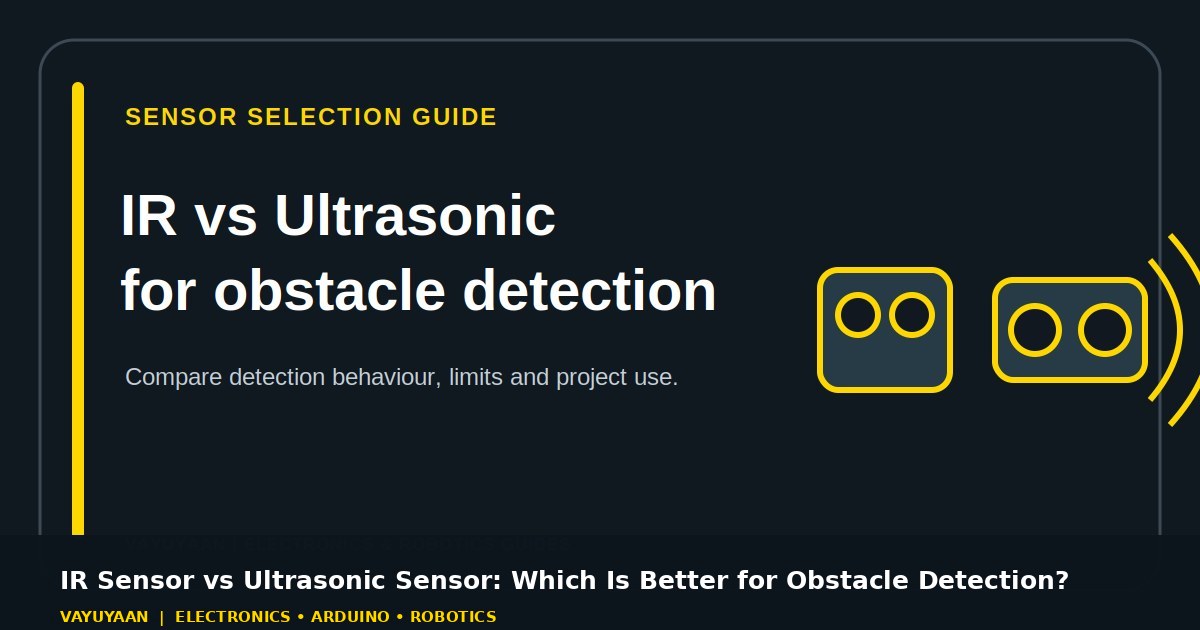 SENSOR SELECTION GUIDE
IR vs Ultrasonic
for obstacle detection
Compare detection behaviour, limits and project use.
IR Sensor vs Ultrasonic Sensor: Which Is Better for Obstacle Detection?
VAYUYAAN | ELECTRONICS • ARDUINO • ROBOTICS